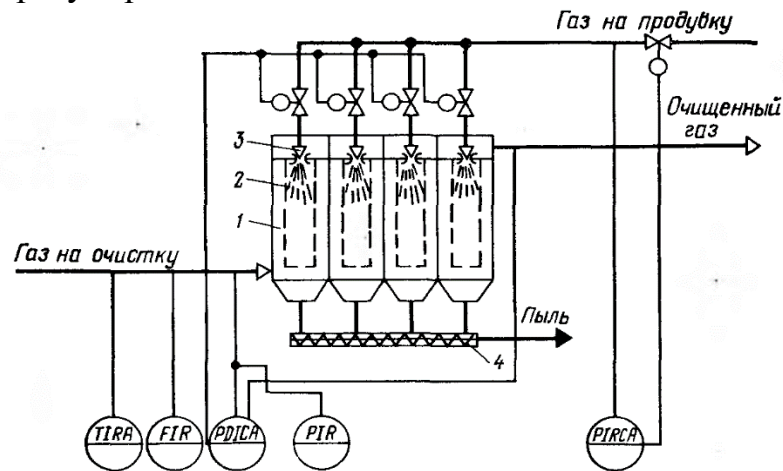 Газ на продувку
Очищенный
газ
3
2
1
Газ на очистку
Пыль
4
TIRA
FIR
PDICA
PIR
PIRCA